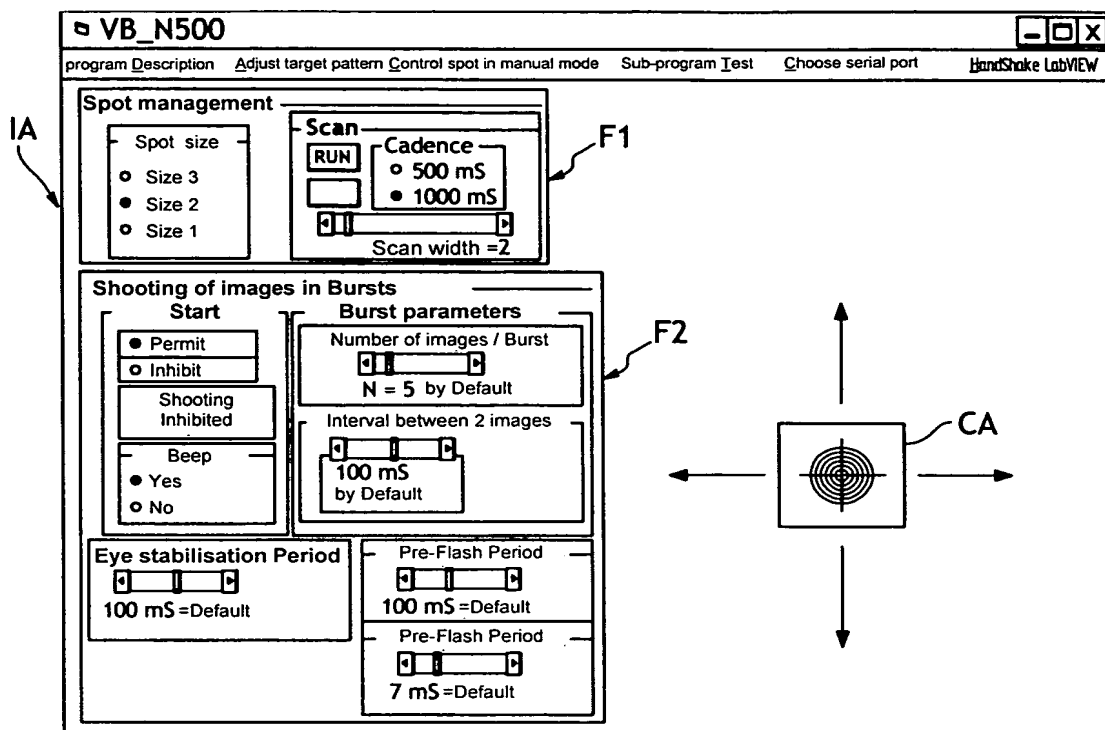 VB_N500
program Description Adjust target pattern Control spot in manual mode Sub-program Test Choose serial port HandShake LabVIEW
IA
Spot management
Spot size
Size 3
Size 2
Size 1
Scan
RUN
Cadence
500 mS
1000 mS
Scan width =2
F1
Shooting of images in Bursts
Start
Permit
Inhibit
Shooting
Inhibited
Beep
Yes
No
Burst parameters
Number of images / Burst
N = 5 by Default
Interval between 2 images
100 mS
by Default
F2
Eye stabilisation Period
100 mS =Default
Pre-Flash Period
100 mS =Default
Pre-Flash Period
7 mS =Default
CA